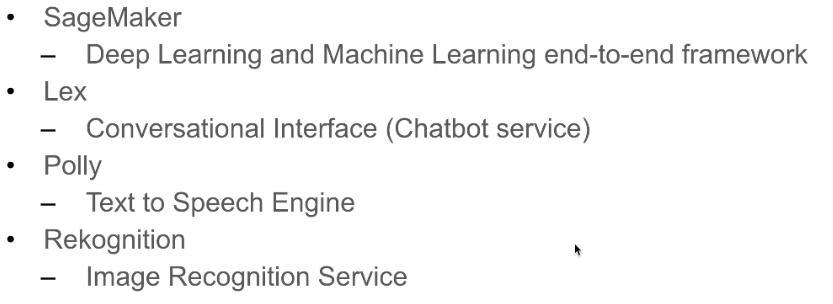 • SageMaker
– Deep Learning and Machine Learning end-to-end framework
• Lex
– Conversational Interface (Chatbot service)
• Polly
– Text to Speech Engine
• Rekognition
– Image Recognition Service